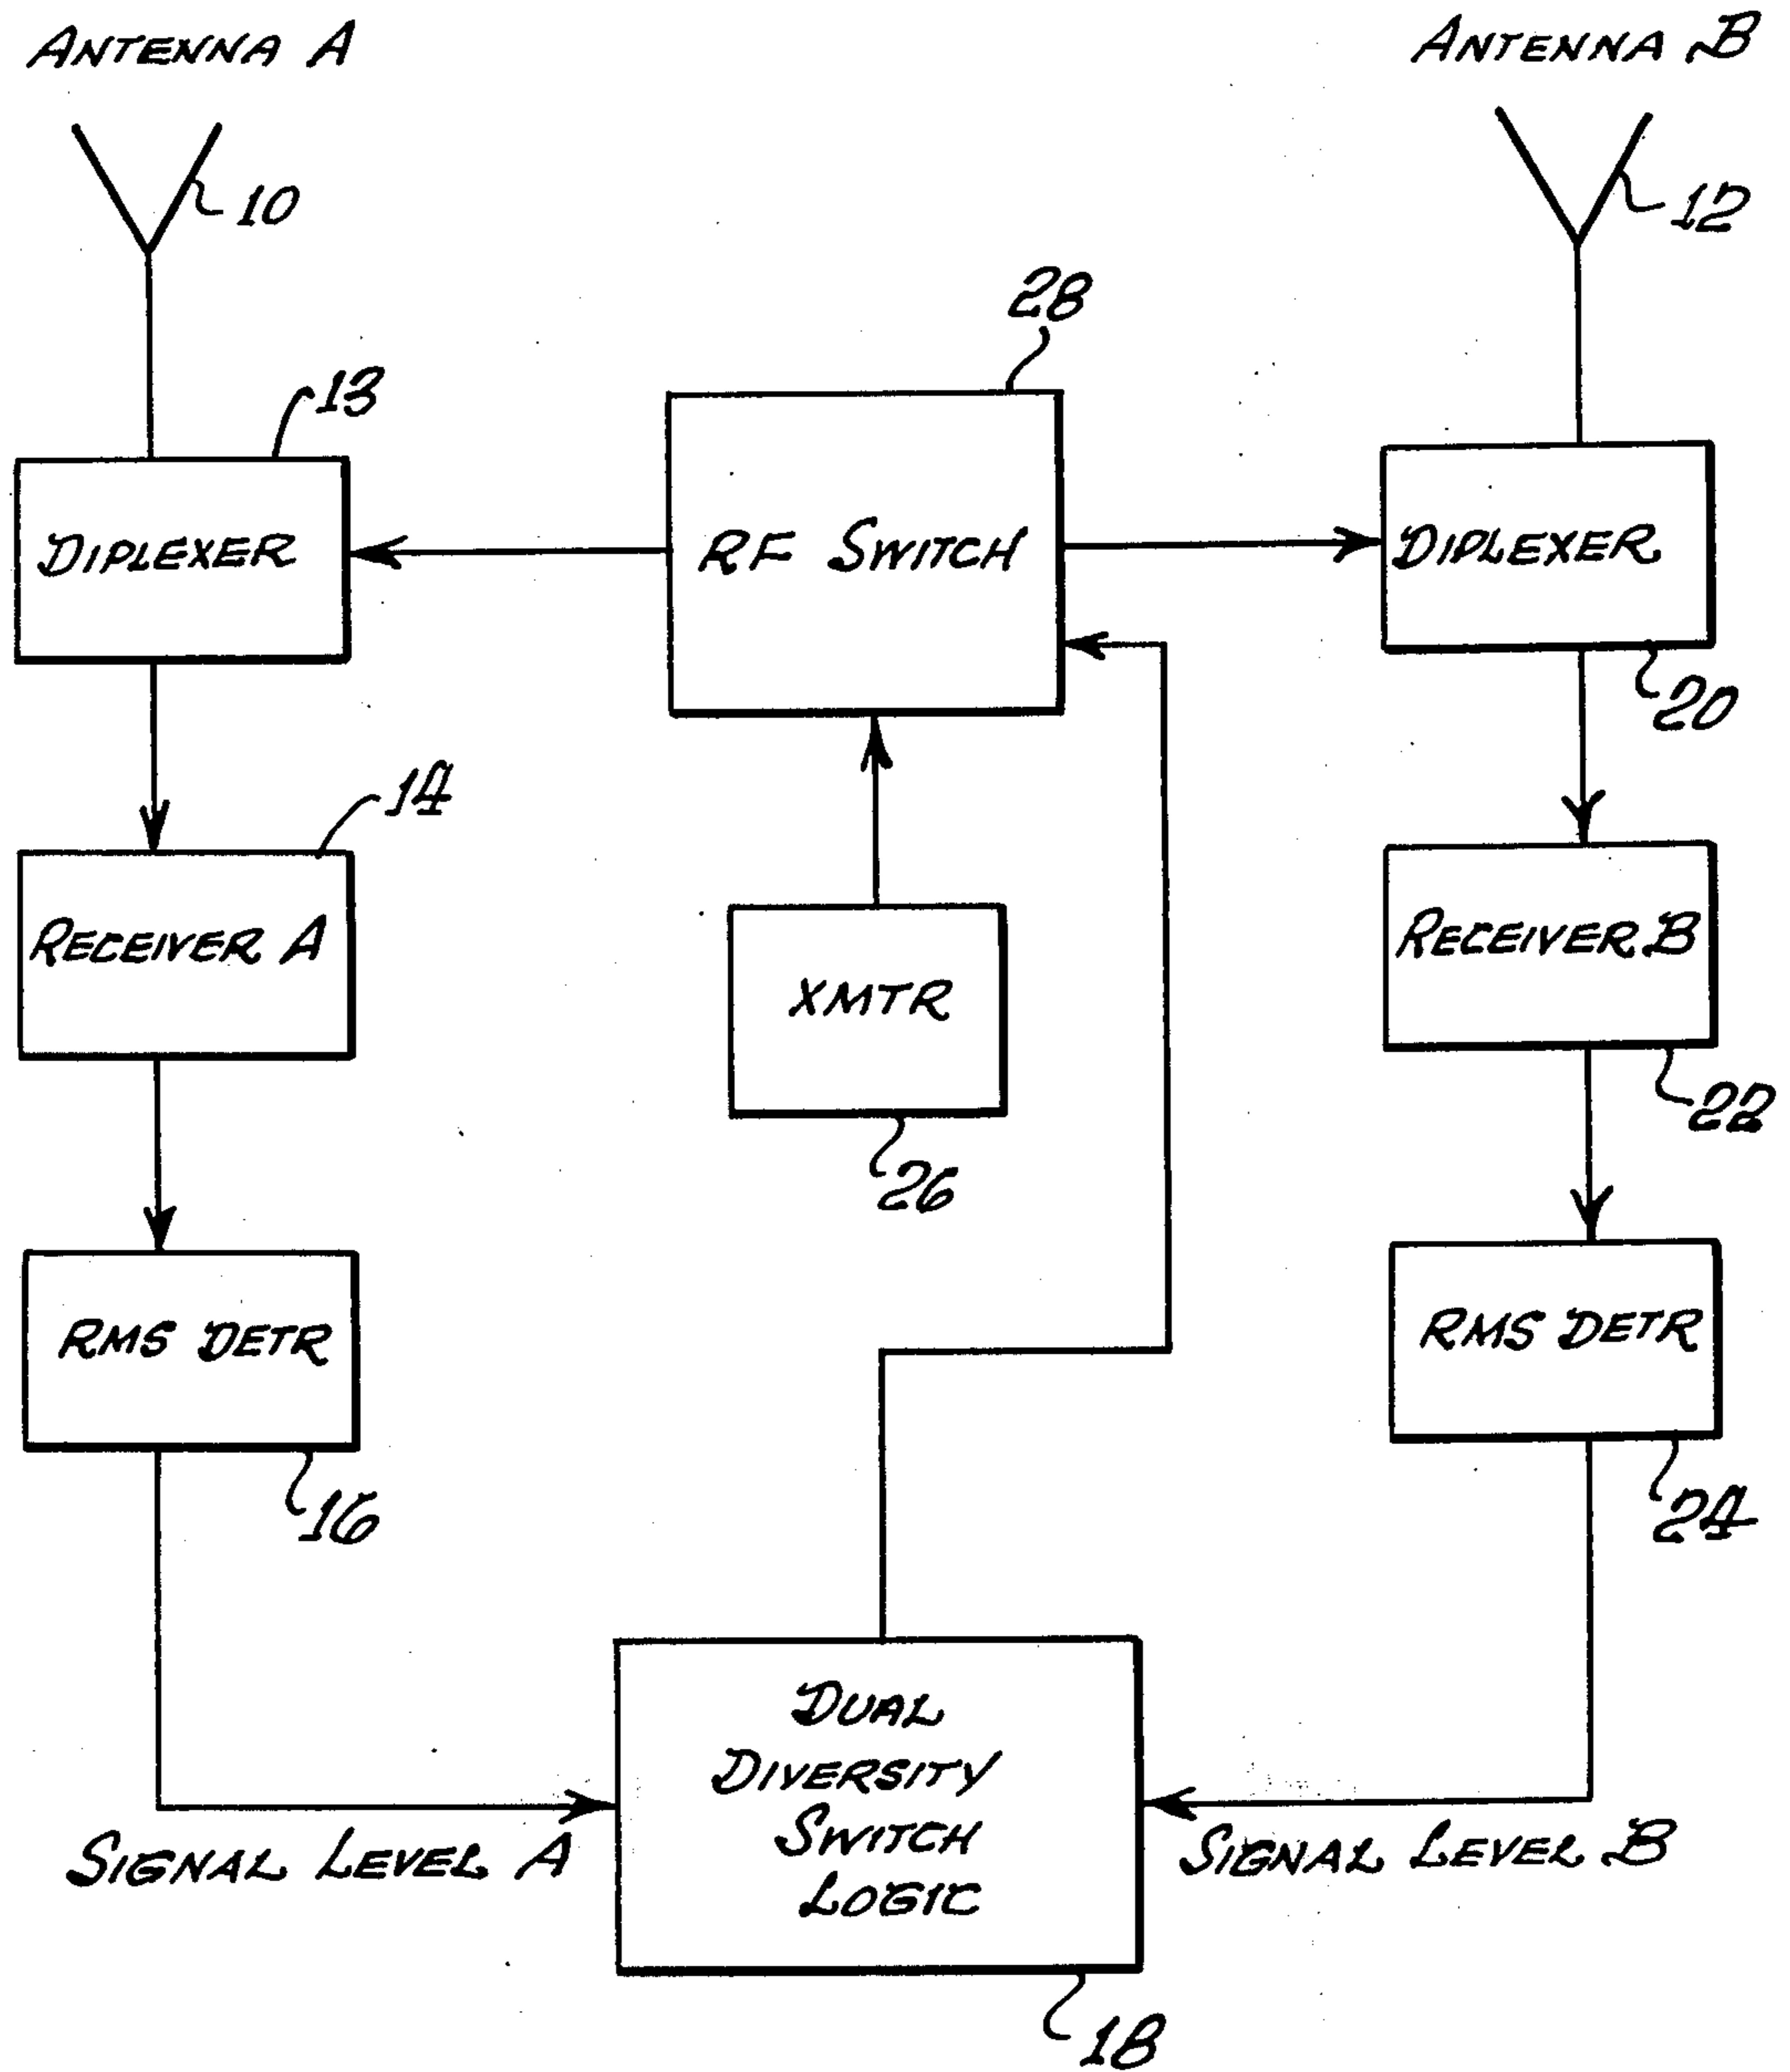 ANTENNA A
ANTENNA B
10
12
28
13
DIPLEXER
RF SWITCH
DIPLEXER
20
14
RECEIVER A
XMTR
RECEIVER B
22
26
RMS DETR
RMS DETR
16
24
DUAL
DIVERSITY
SWITCH
LOGIC
SIGNAL LEVEL A
SIGNAL LEVEL B
18